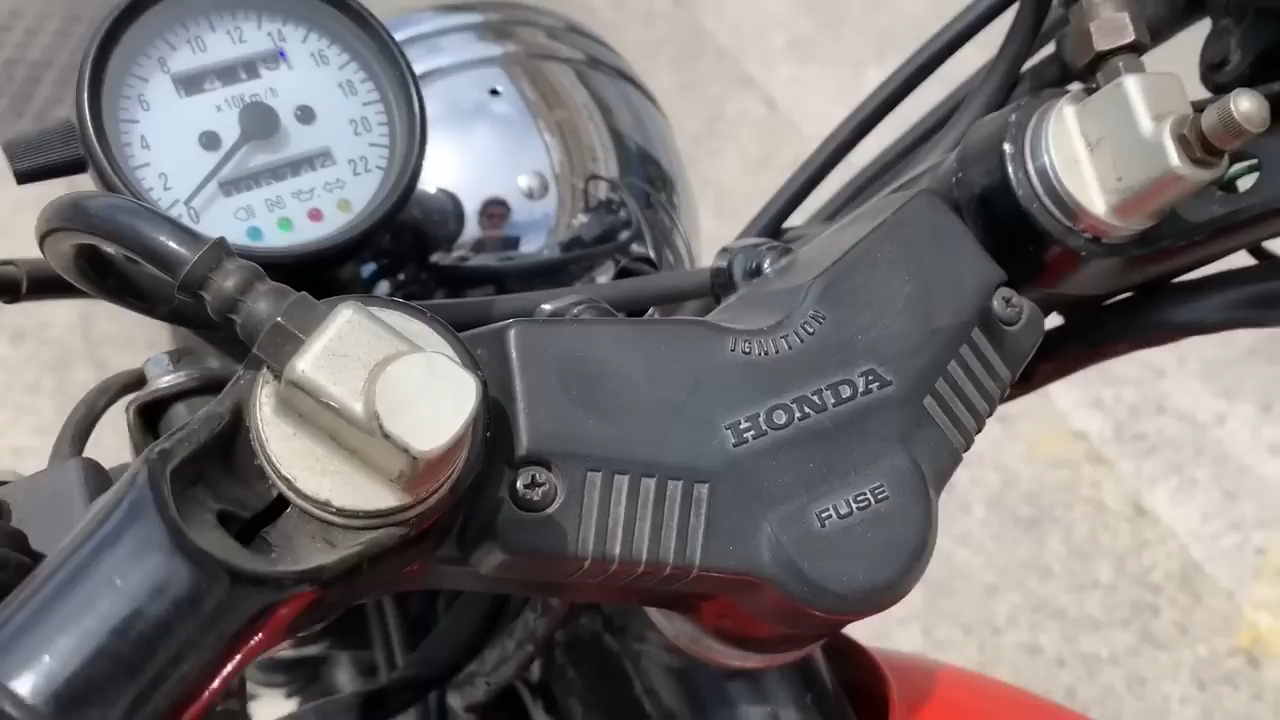 10 12 14
8 16
6 18
x10Km/h
4 20
2 22
0
N
IGNITION
HONDA
FUSE